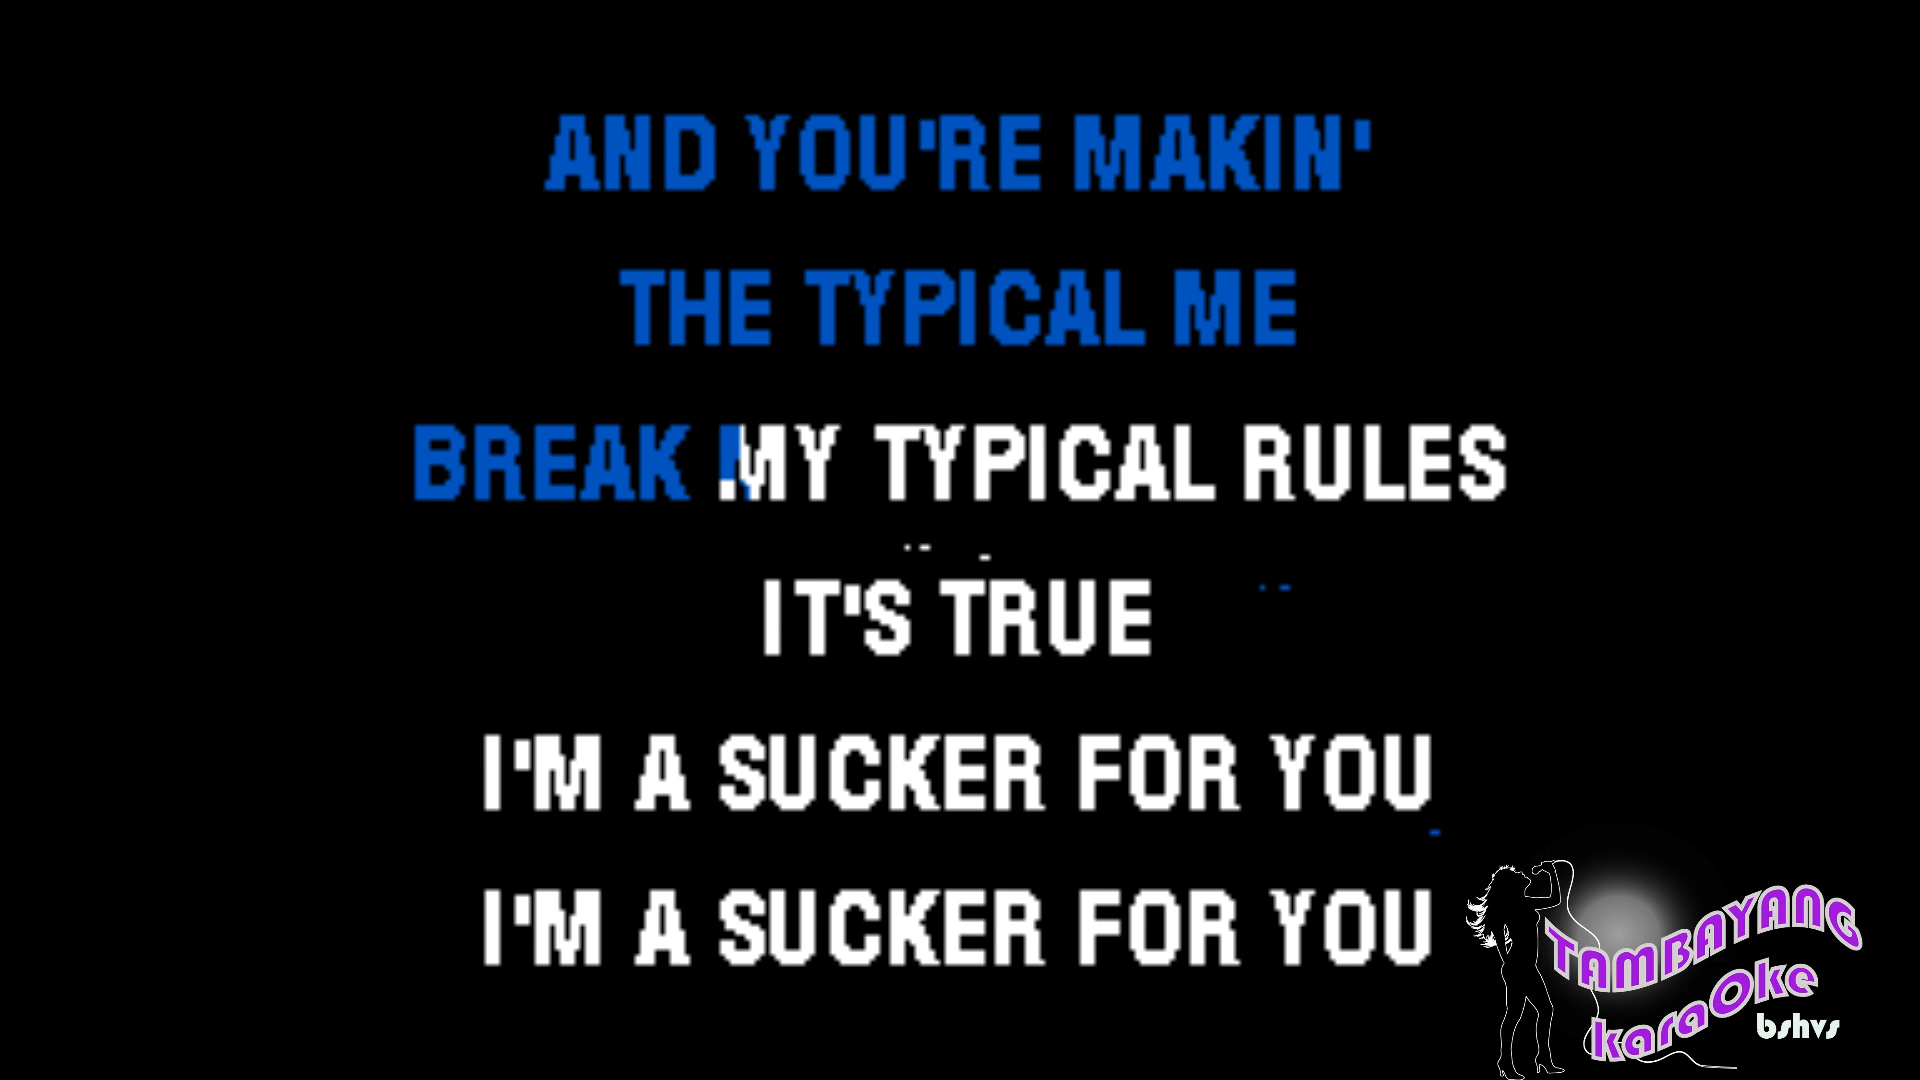 AND YOU'RE MAKIN'
THE TYPICAL ME
BREAK MY TYPICAL RULES
IT'S TRUE
I'M A SUCKER FOR YOU
I'M A SUCKER FOR YOU
TAMBAYANG
karaOke
bshvs